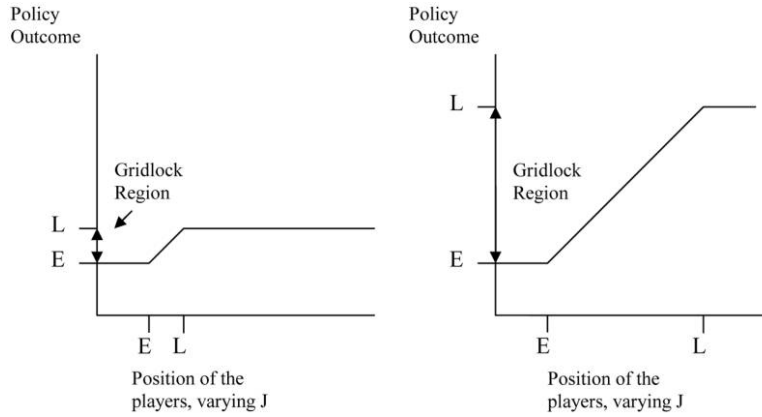 Policy
Outcome
L
Gridlock
Region
E
E
L
Position of the
players, varying J
Policy
Outcome
L
Gridlock
Region
E
E
L
Position of the
players, varying J